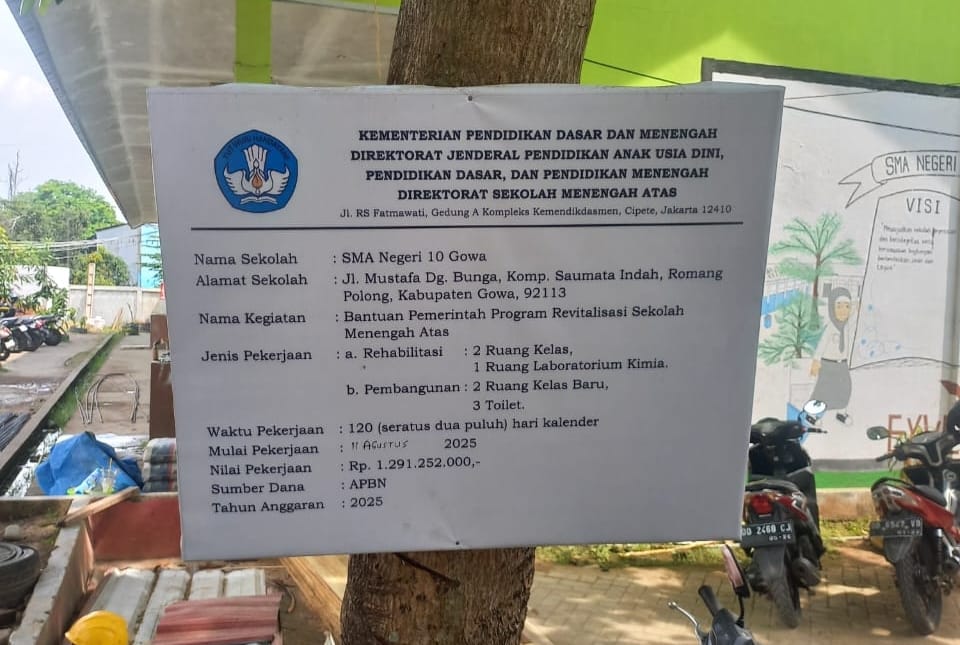 KEMENTERIAN PENDIDIKAN DASAR DAN MENENGAH
DIREKTORAT JENDERAL PENDIDIKAN ANAK USIA DINI,
PENDIDIKAN DASAR, DAN PENDIDIKAN MENENGAH
DIREKTORAT SEKOLAH MENENGAH ATAS
Jl. RS Fatmawati, Gedung A Kompleks Kemendikdasmen, Cipete, Jakarta 12410
Nama Sekolah : SMA Negeri 10 Gowa
Alamat Sekolah : Jl. Mustafa Dg. Bunga, Komp. Saumata Indah, Romang
Polong, Kabupaten Gowa, 92113
Nama Kegiatan : Bantuan Pemerintah Program Revitalisasi Sekolah
Menengah Atas
Jenis Pekerjaan : a. Rehabilitasi : 2 Ruang Kelas,
1 Ruang Laboratorium Kimia.
b. Pembangunan : 2 Ruang Kelas Baru,
3 Toilet.
Waktu Pekerjaan : 120 (seratus dua puluh) hari kalender
Mulai Pekerjaan : 11 AGUSTUS 2025
Nilai Pekerjaan : Rp. 1.291.252.000,-
Sumber Dana : APBN
Tahun Anggaran : 2025
SMA NEGERI
VISI
DD 2468 CJ